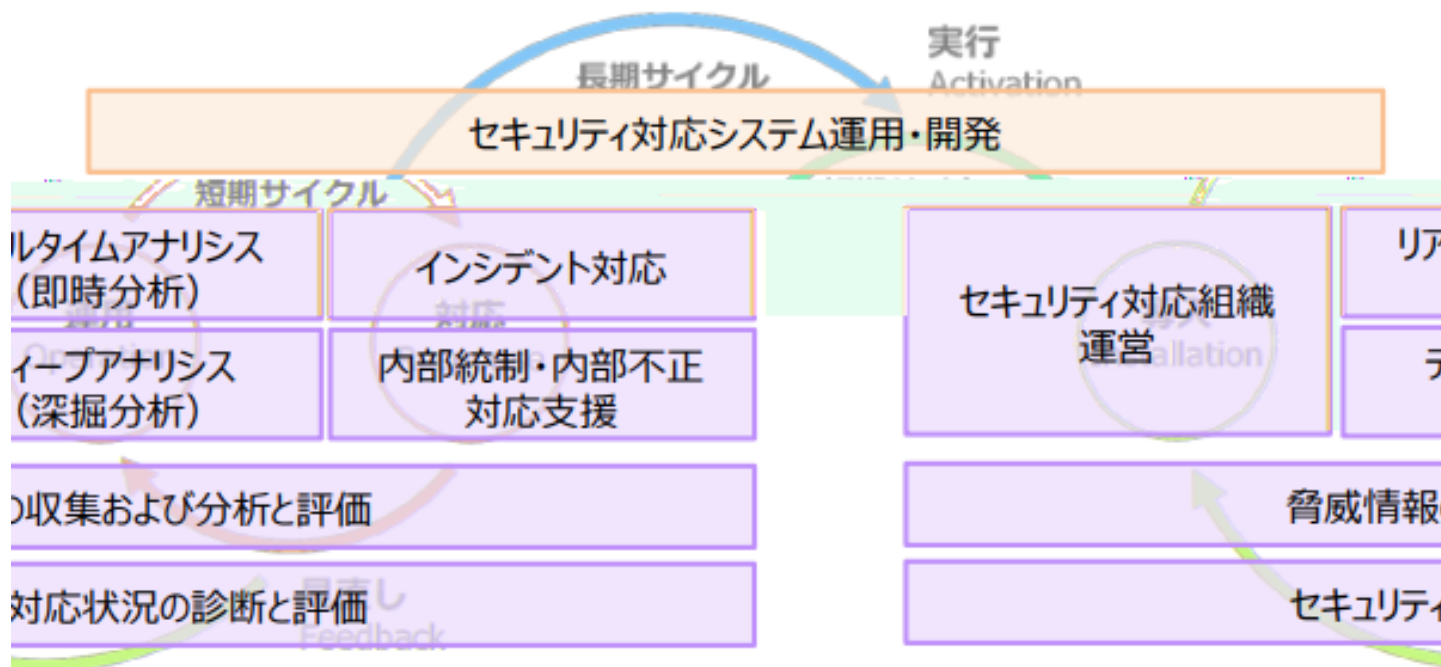 実行
長期サイクル
Activation
セキュリティ対応システム運用・開発
短期サイクル
ルタイムアナリシス
(即時分析)
インシデント対応
セキュリティ対応組織
運営
リア
運用
対応
Operation
ィープアナリシス
(深掘分析)
内部統制・内部不正
対応支援
allation
テ
の収集および分析と評価
脅威情報
見直し
対応状況の診断と評価
セキュリティ
Feedback